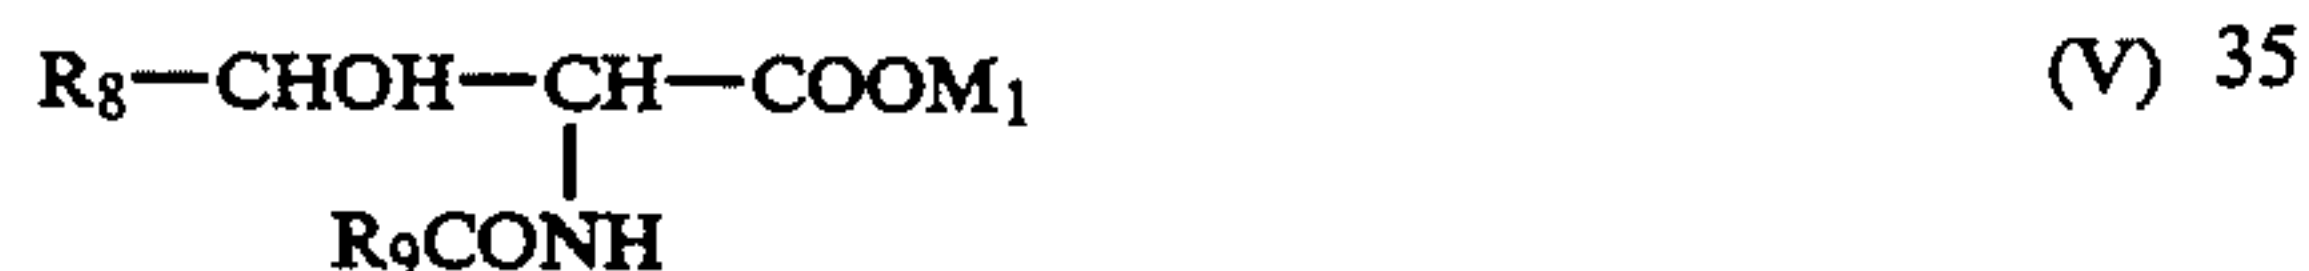 R₈—CHOH—CH—COOM₁ (V) 35
R₉CONH